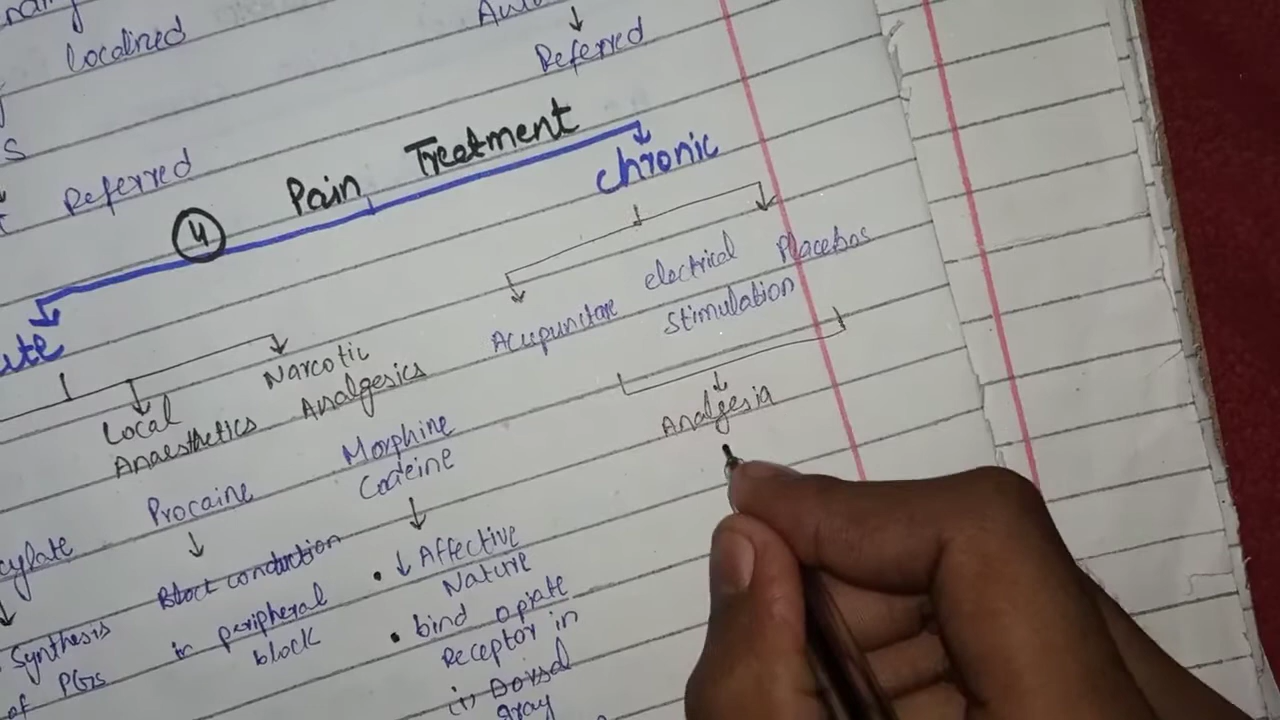 localized
Referred
S
Referred
4 Pain Treatment
chronic
Acupuncture electrical Placebos
stimulation
Narcotic
Analgesics
Local
Anaesthetics
Analgesia
Morphine
Codeine
Procaine
Block conduction
in peripheral
block
↓ Affective
Nature
• bind opiate
Receptor in
(i) Dorsal
gray
Synthesis
of PGs